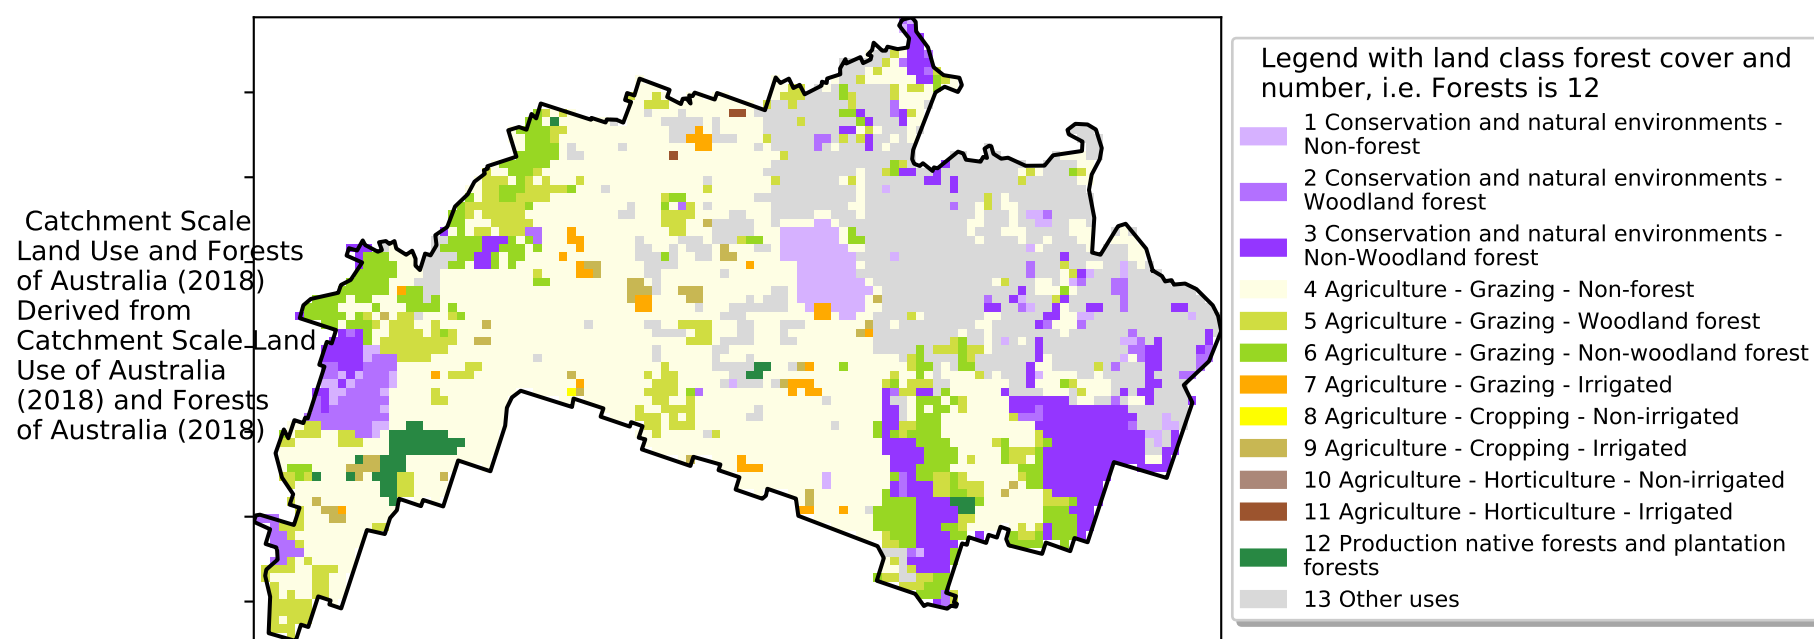 Catchment Scale
Land Use and Forests
of Australia (2018)
Derived from
Catchment Scale Land
Use of Australia
(2018) and Forests
of Australia (2018)
Legend with land class forest cover and
number, i.e. Forests is 12
1 Conservation and natural environments -
Non-forest
2 Conservation and natural environments -
Woodland forest
3 Conservation and natural environments -
Non-Woodland forest
4 Agriculture - Grazing - Non-forest
5 Agriculture - Grazing - Woodland forest
6 Agriculture - Grazing - Non-woodland forest
7 Agriculture - Grazing - Irrigated
8 Agriculture - Cropping - Non-irrigated
9 Agriculture - Cropping - Irrigated
10 Agriculture - Horticulture - Non-irrigated
11 Agriculture - Horticulture - Irrigated
12 Production native forests and plantation
forests
13 Other uses